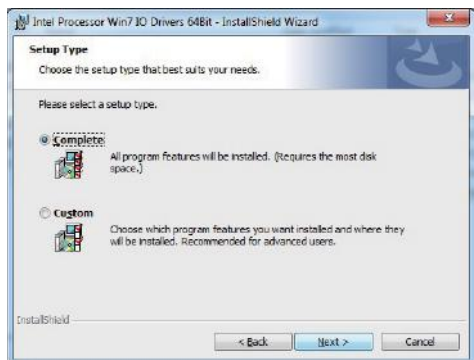 Intel Processor Win7 IO Drivers 64Bit - InstallShield Wizard
Setup Type
Choose the setup type that best suits your needs.
Please select a setup type.
Complete
All program features will be installed. (Requires the most disk
space.)
Custom
Choose which program features you want installed and where they
will be installed. Recommended for advanced users.
InstallShield
< Back
Next >
Cancel